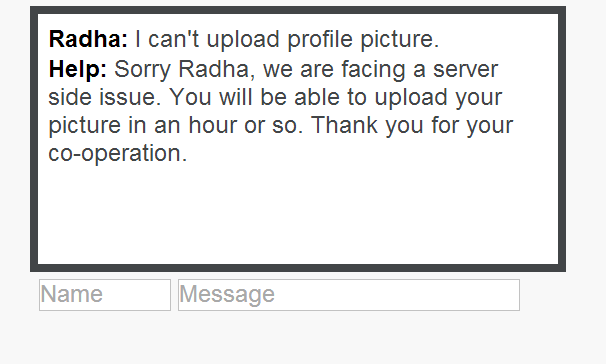 Radha: I can't upload profile picture.
Help: Sorry Radha, we are facing a server
side issue. You will be able to upload your
picture in an hour or so. Thank you for your
co-operation.
Name Message